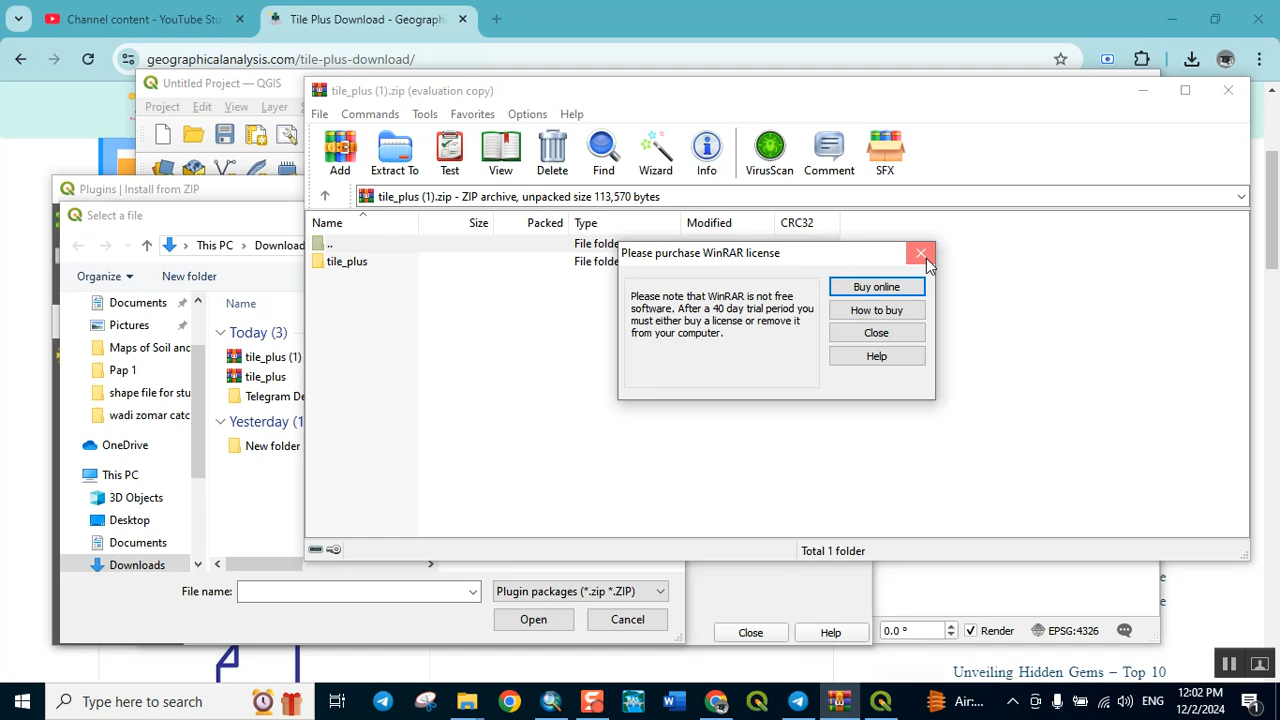 Channel content - YouTube Stu
Tile Plus Download - Geograph
geographicalanalysis.com/tile-plus-download/
Untitled Project — QGIS
Project Edit View Layer
tile_plus (1).zip (evaluation copy)
File Commands Tools Favorites Options Help
Add Extract To Test View Delete Find Wizard Info VirusScan Comment SFX
tile_plus (1).zip - ZIP archive, unpacked size 113,570 bytes
Name Size Packed Type Modified CRC32
.. File folde
tile_plus File folde
Please purchase WinRAR license
Please note that WinRAR is not free
software. After a 40 day trial period you
must either buy a license or remove it
from your computer.
Buy online
How to buy
Close
Help
Total 1 folder
Plugins | Install from ZIP
Select a file
This PC Download
Organize New folder
Documents
Pictures
Maps of Soil and
Pap 1
shape file for stu
wadi zomar catc
OneDrive
This PC
3D Objects
Desktop
Documents
Downloads
Name
Today (3)
tile_plus (1)
tile_plus
Telegram De
Yesterday (1
New folder
File name:
Plugin packages (*.zip *.ZIP)
Open Cancel
Close Help
0.0 ° Render EPSG:4326
e
e
Unveiling Hidden Gems – Top 10
Type here to search
Air...
ENG
12:02 PM
12/2/2024
1